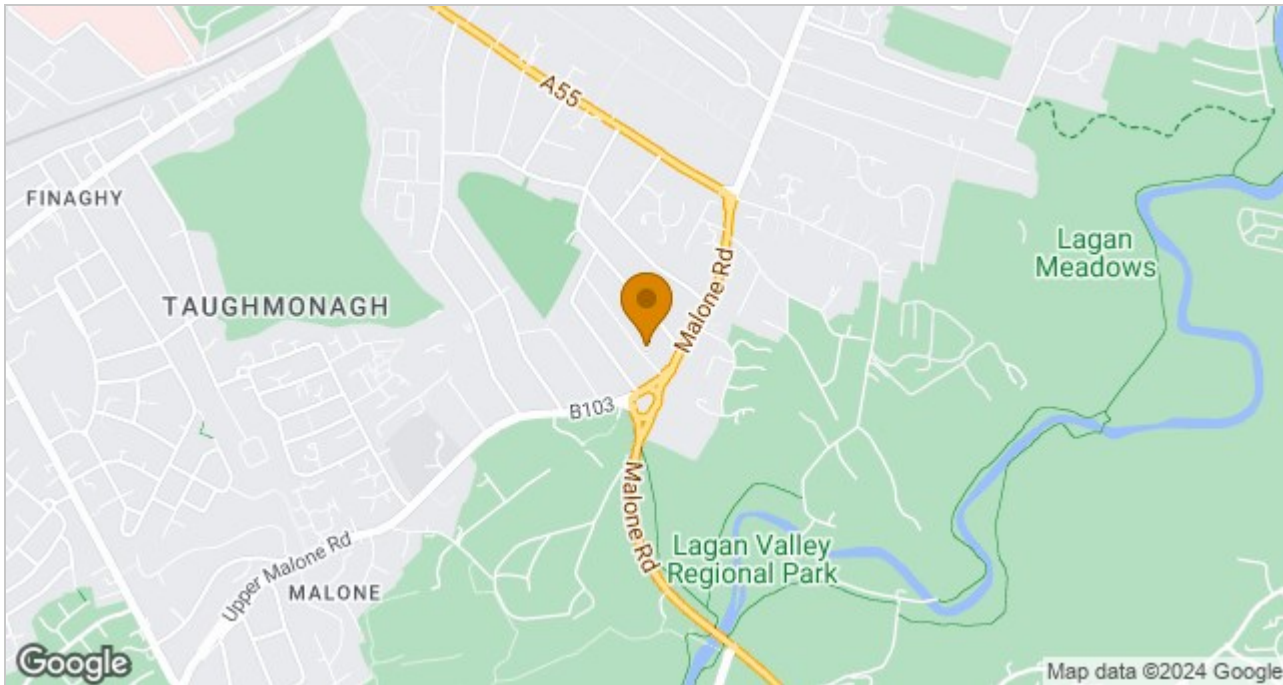 A55
FINAGHY
Lagan
Meadows
TAUGHMONAGH
Malone Rd
B103
Malone Rd
Lagan Valley
Regional Park
Upper Malone Rd
MALONE
Google
Map data ©2024 Google